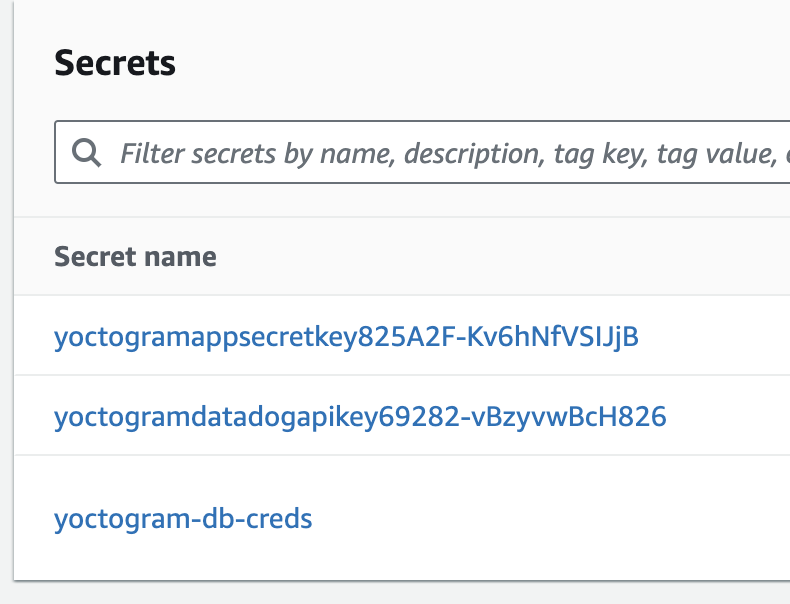 Secrets
Filter secrets by name, description, tag key, tag value,
Secret name
yoctogramappsecretkey825A2F-Kv6hNfVSIJjB
yoctogramdatadogapikey69282-vBzyvwBcH826
yoctogram-db-creds